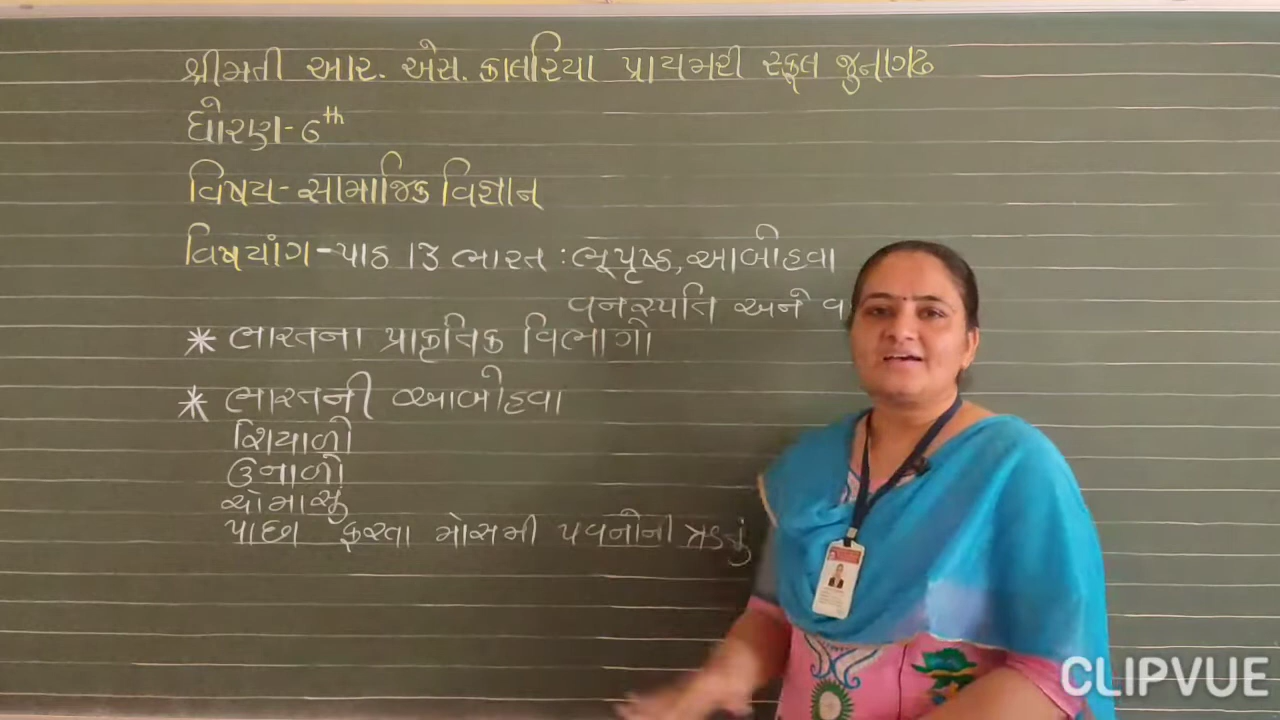 શ્રીમતી આર. એસ. કાલરિયા પ્રાયમરી સ્કૂલ જુનાગઢ
ધોરણ-6th
વિષય- સામાજિક વિજ્ઞાન
વિષયાંગ-પાઠ 13 ભારત : ભૂપૃષ્ઠ, આબોહવા
વનસ્પતિ અને વ
* ભારતના પ્રાકૃતિક વિભાગો
* ભારતની આબોહવા
શિયાળો
ઉનાળો
ચોમાસું
પાછા ફરતા મોસમી પવનોની ઋતુ
CLIPVUE